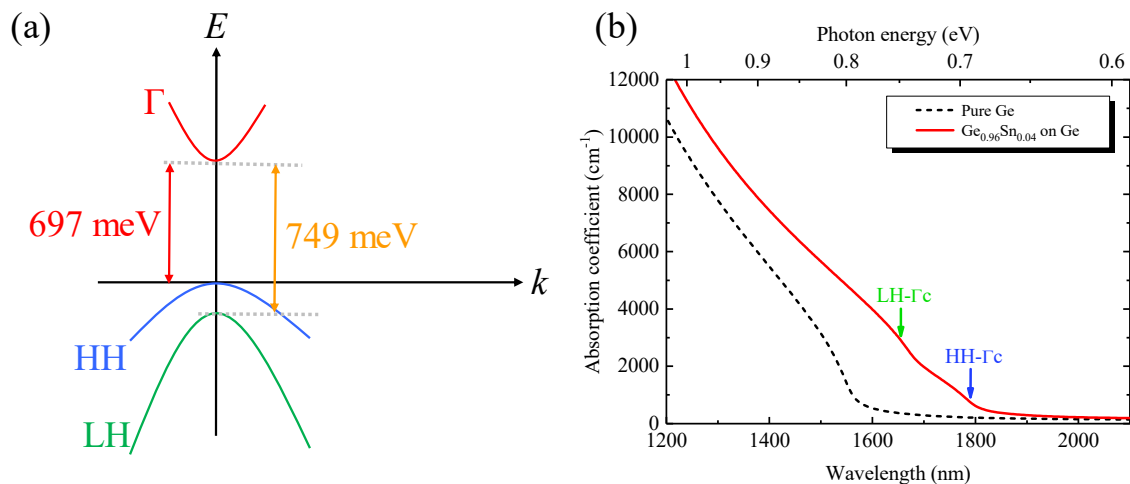 (a)
E
Γ
697 meV
749 meV
k
HH
LH
(b)
Photon energy (eV)
1 0.9 0.8 0.7 0.6
12000
10000
8000
6000
4000
2000
0
Absorption coefficient (cm⁻¹)
Pure Ge
Ge₀.₉₆Sn₀.₀₄ on Ge
LH-Γc
HH-Γc
1200 1400 1600 1800 2000
Wavelength (nm)